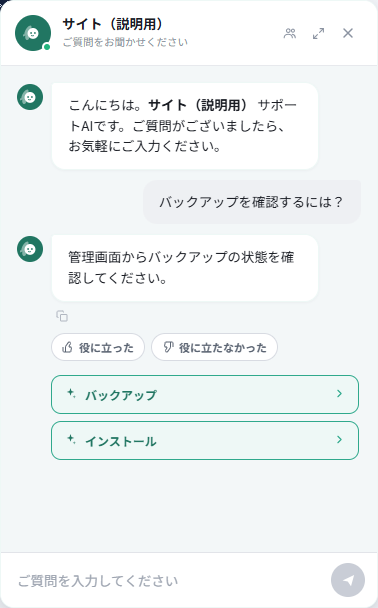 サイト（説明用）
ご質問をお聞かせください
こんにちは。サイト（説明用） サポー
トAIです。ご質問がございましたら、
お気軽にご入力ください。
バックアップを確認するには？
管理画面からバックアップの状態を確
認してください。
役に立った
役に立たなかった
バックアップ
インストール
ご質問を入力してください